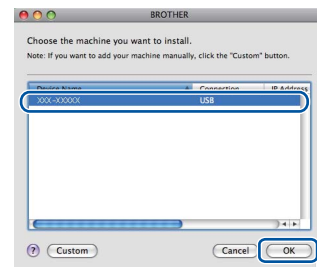 BROTHER
Choose the machine you want to install.
Note: If you want to add your machine manually, click the "Custom" button.
Device Name Connection IP Address
XXX-XXXXX USB
? Custom Cancel OK